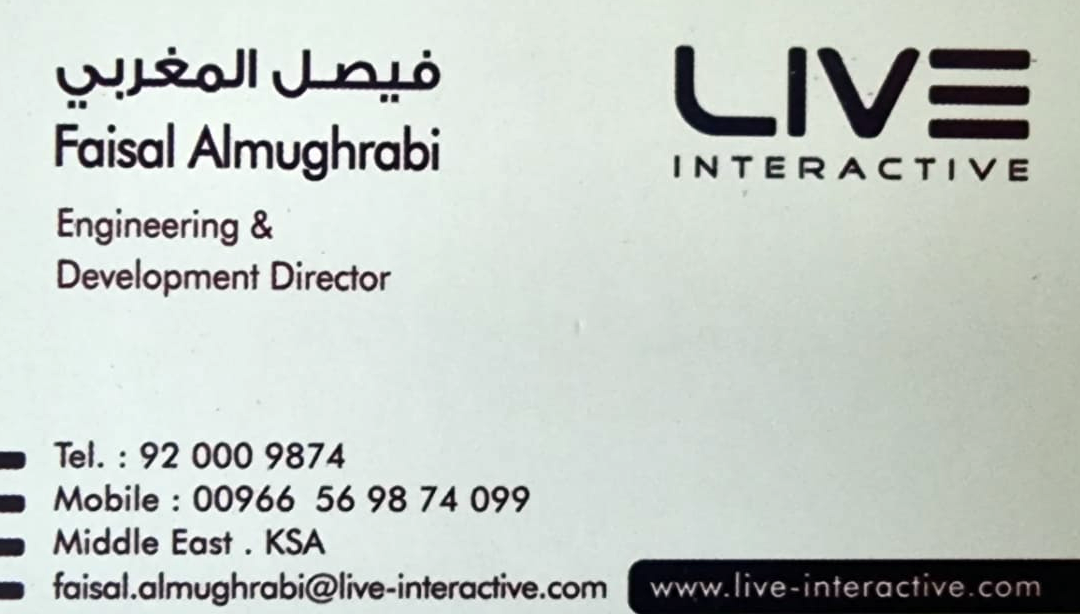 فيصل المغربي
Faisal Almughrabi
Engineering &
Development Director
LIVE
INTERACTIVE
Tel. : 92 000 9874
Mobile : 00966 56 98 74 099
Middle East . KSA
faisal.almughrabi@live-interactive.com
www.live-interactive.com